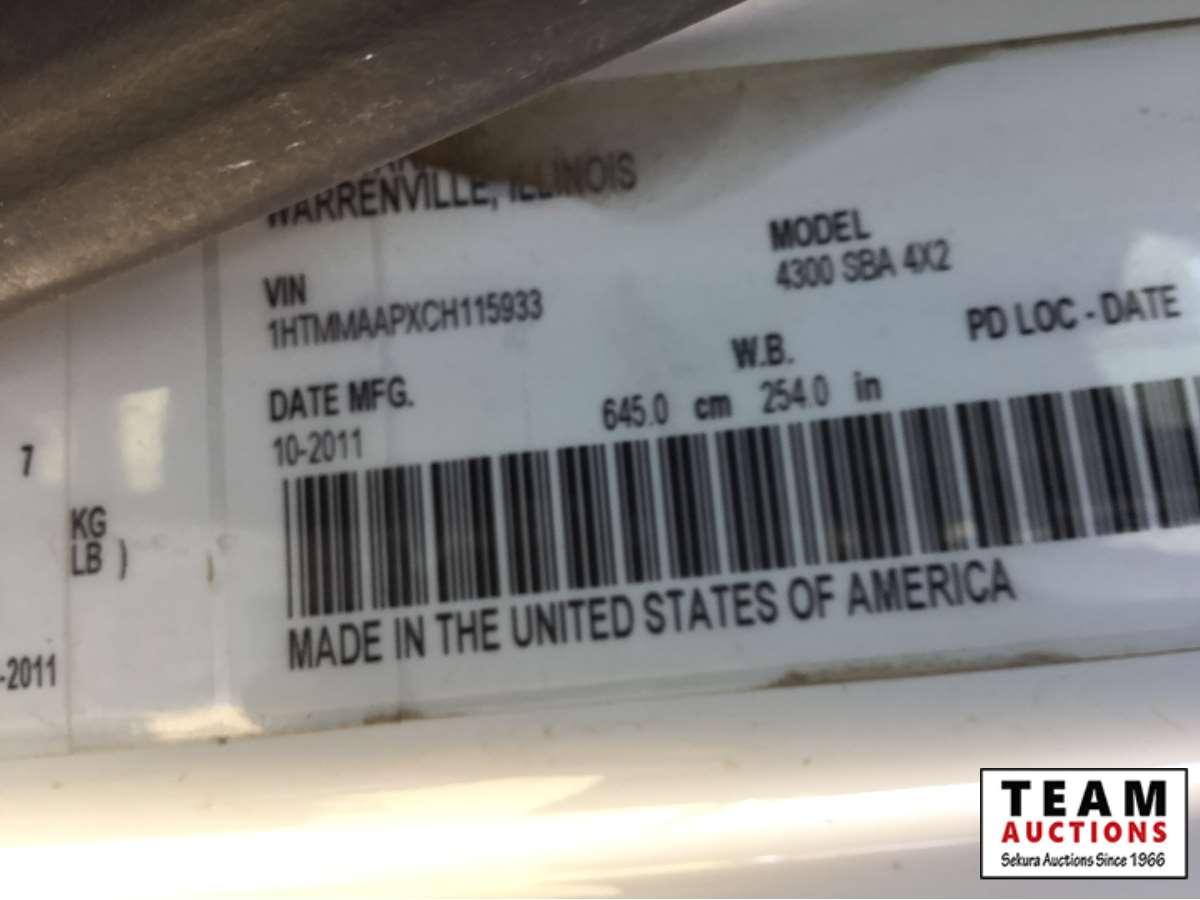 WARRENVILLE, ILLINOIS
VIN
1HTMMAAPXCH115933
MODEL
4300 SBA 4X2
DATE MFG.
10-2011
W.B.
645.0 cm 254.0 in
PD LOC - DATE
7
KG
LB )
-2011
MADE IN THE UNITED STATES OF AMERICA
TEAM
AUCTIONS
Sekura Auctions Since 1966